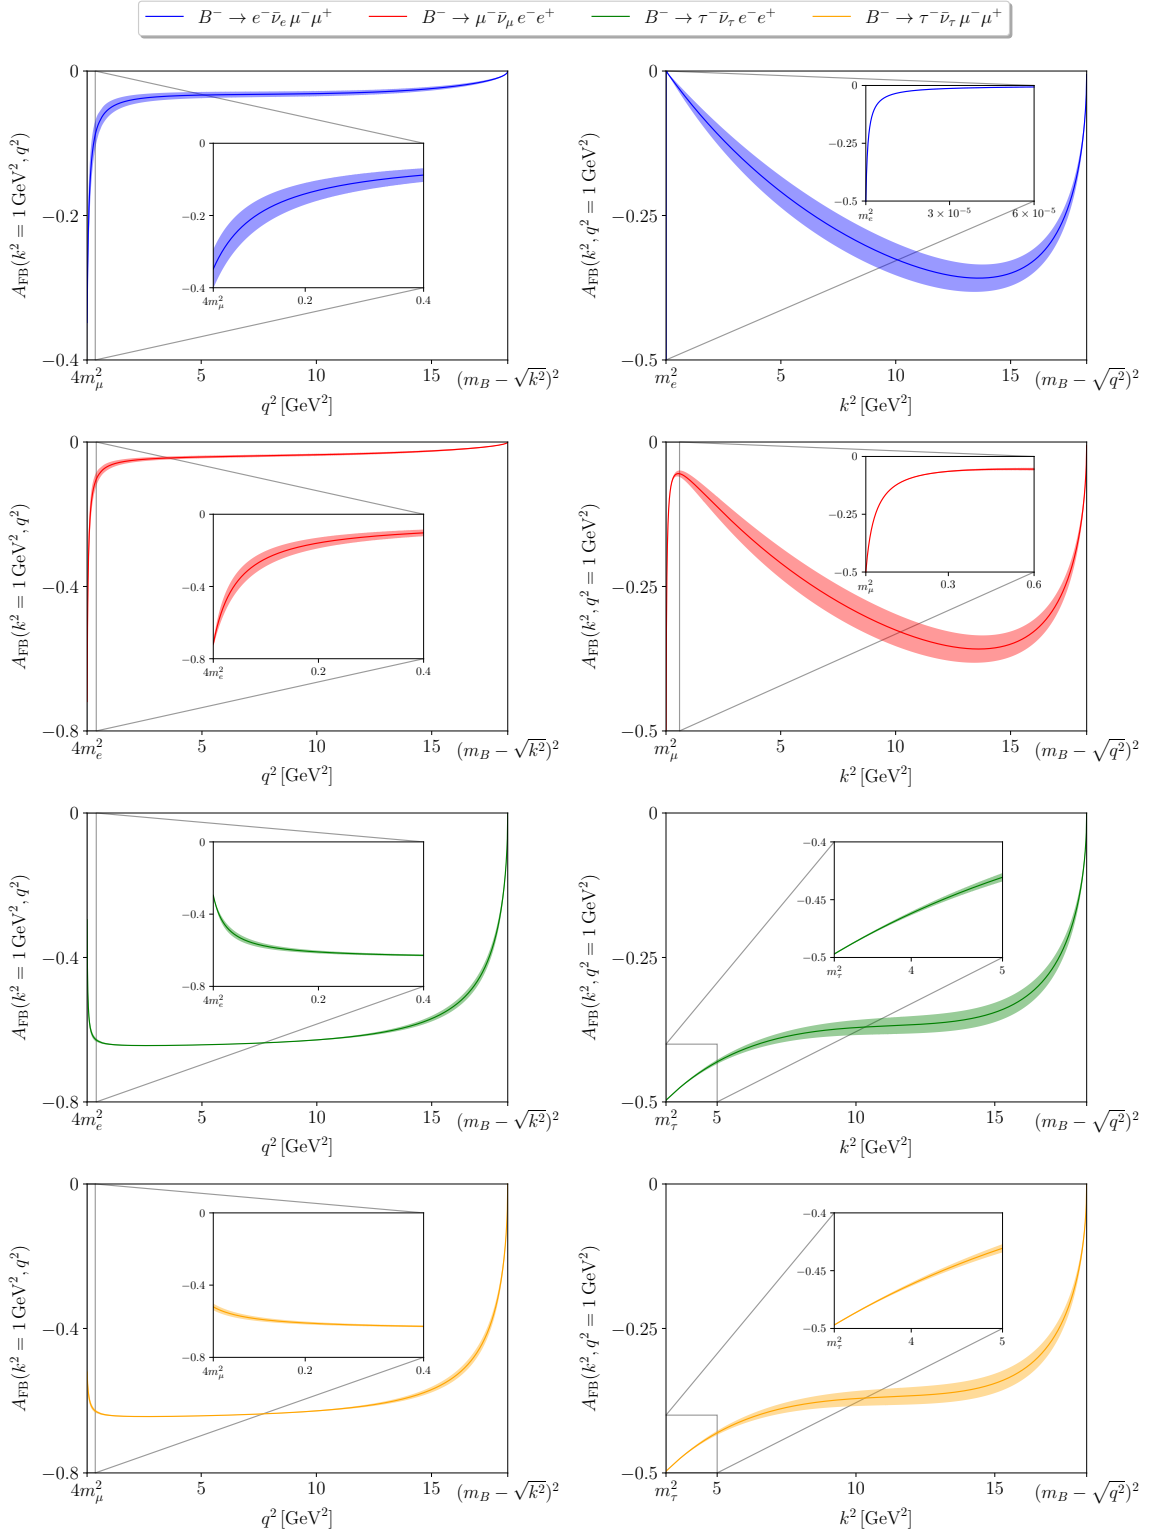 B⁻ → e⁻ ν̄ₑ μ⁻ μ⁺ B⁻ → μ⁻ ν̄_μ e⁻ e⁺ B⁻ → τ⁻ ν̄_τ e⁻ e⁺ B⁻ → τ⁻ ν̄_τ μ⁻ μ⁺
A_FB(k² = 1 GeV², q²)
0
−0.2
−0.4
4m_μ² 5 10 15 (m_B − √k²)²
q² [GeV²]
0
−0.2
−0.4
4m_μ² 0.2 0.4
A_FB(k², q² = 1 GeV²)
0
−0.25
−0.5
m_e² 5 10 15 (m_B − √q²)²
k² [GeV²]
0
−0.25
−0.5
m_e² 3 × 10⁻⁵ 6 × 10⁻⁵
A_FB(k² = 1 GeV², q²)
0
−0.4
−0.8
4m_e² 5 10 15 (m_B − √k²)²
q² [GeV²]
0
−0.4
−0.8
4m_e² 0.2 0.4
A_FB(k², q² = 1 GeV²)
0
−0.25
−0.5
m_μ² 5 10 15 (m_B − √q²)²
k² [GeV²]
0
−0.25
−0.5
m_μ² 0.3 0.6
A_FB(k² = 1 GeV², q²)
0
−0.4
−0.8
4m_e² 5 10 15 (m_B − √k²)²
q² [GeV²]
0
−0.4
−0.8
4m_e² 0.2 0.4
A_FB(k², q² = 1 GeV²)
0
−0.25
−0.5
m_τ² 5 10 15 (m_B − √q²)²
k² [GeV²]
−0.4
−0.45
−0.5
m_τ² 4 5
A_FB(k² = 1 GeV², q²)
0
−0.4
−0.8
4m_μ² 5 10 15 (m_B − √k²)²
q² [GeV²]
0
−0.4
−0.8
4m_μ² 0.2 0.4
A_FB(k², q² = 1 GeV²)
0
−0.25
−0.5
m_τ² 5 10 15 (m_B − √q²)²
k² [GeV²]
−0.4
−0.45
−0.5
m_τ² 4 5